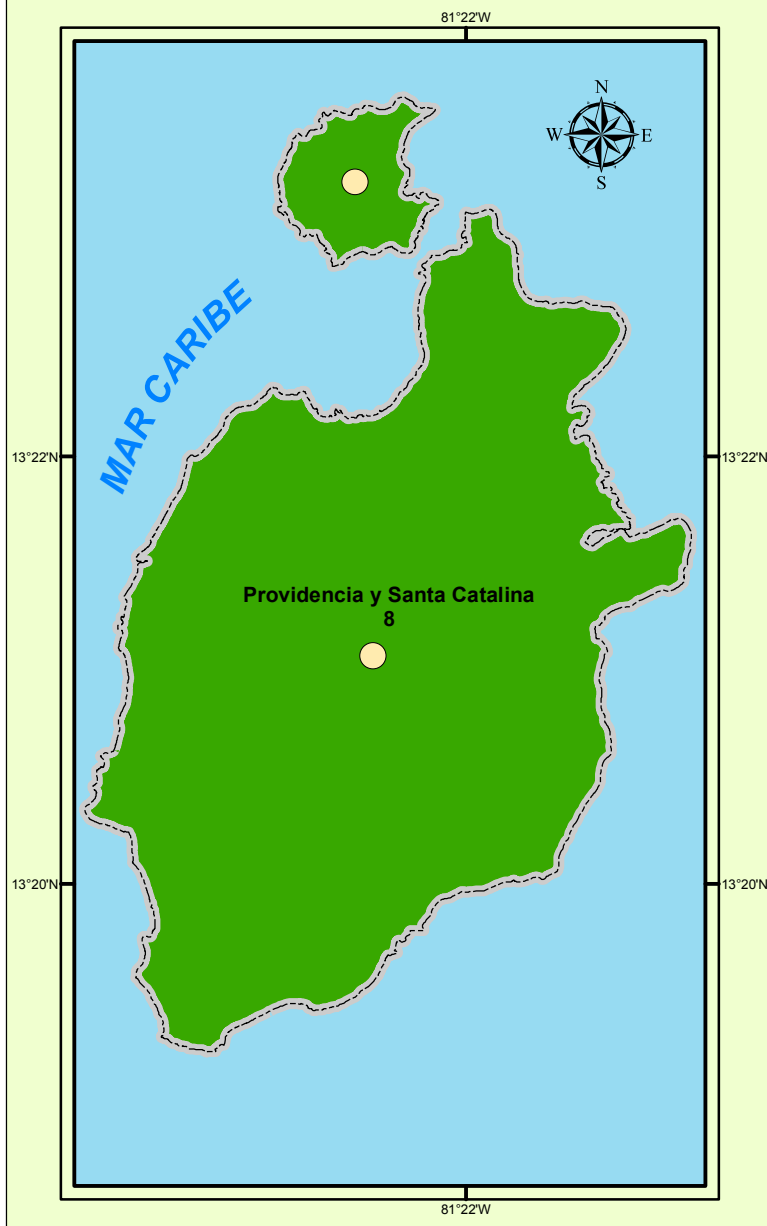 81°22'W
N
W E
S
MAR CARIBE
13°22'N 13°22'N
Providencia y Santa Catalina
8
13°20'N 13°20'N
81°22'W